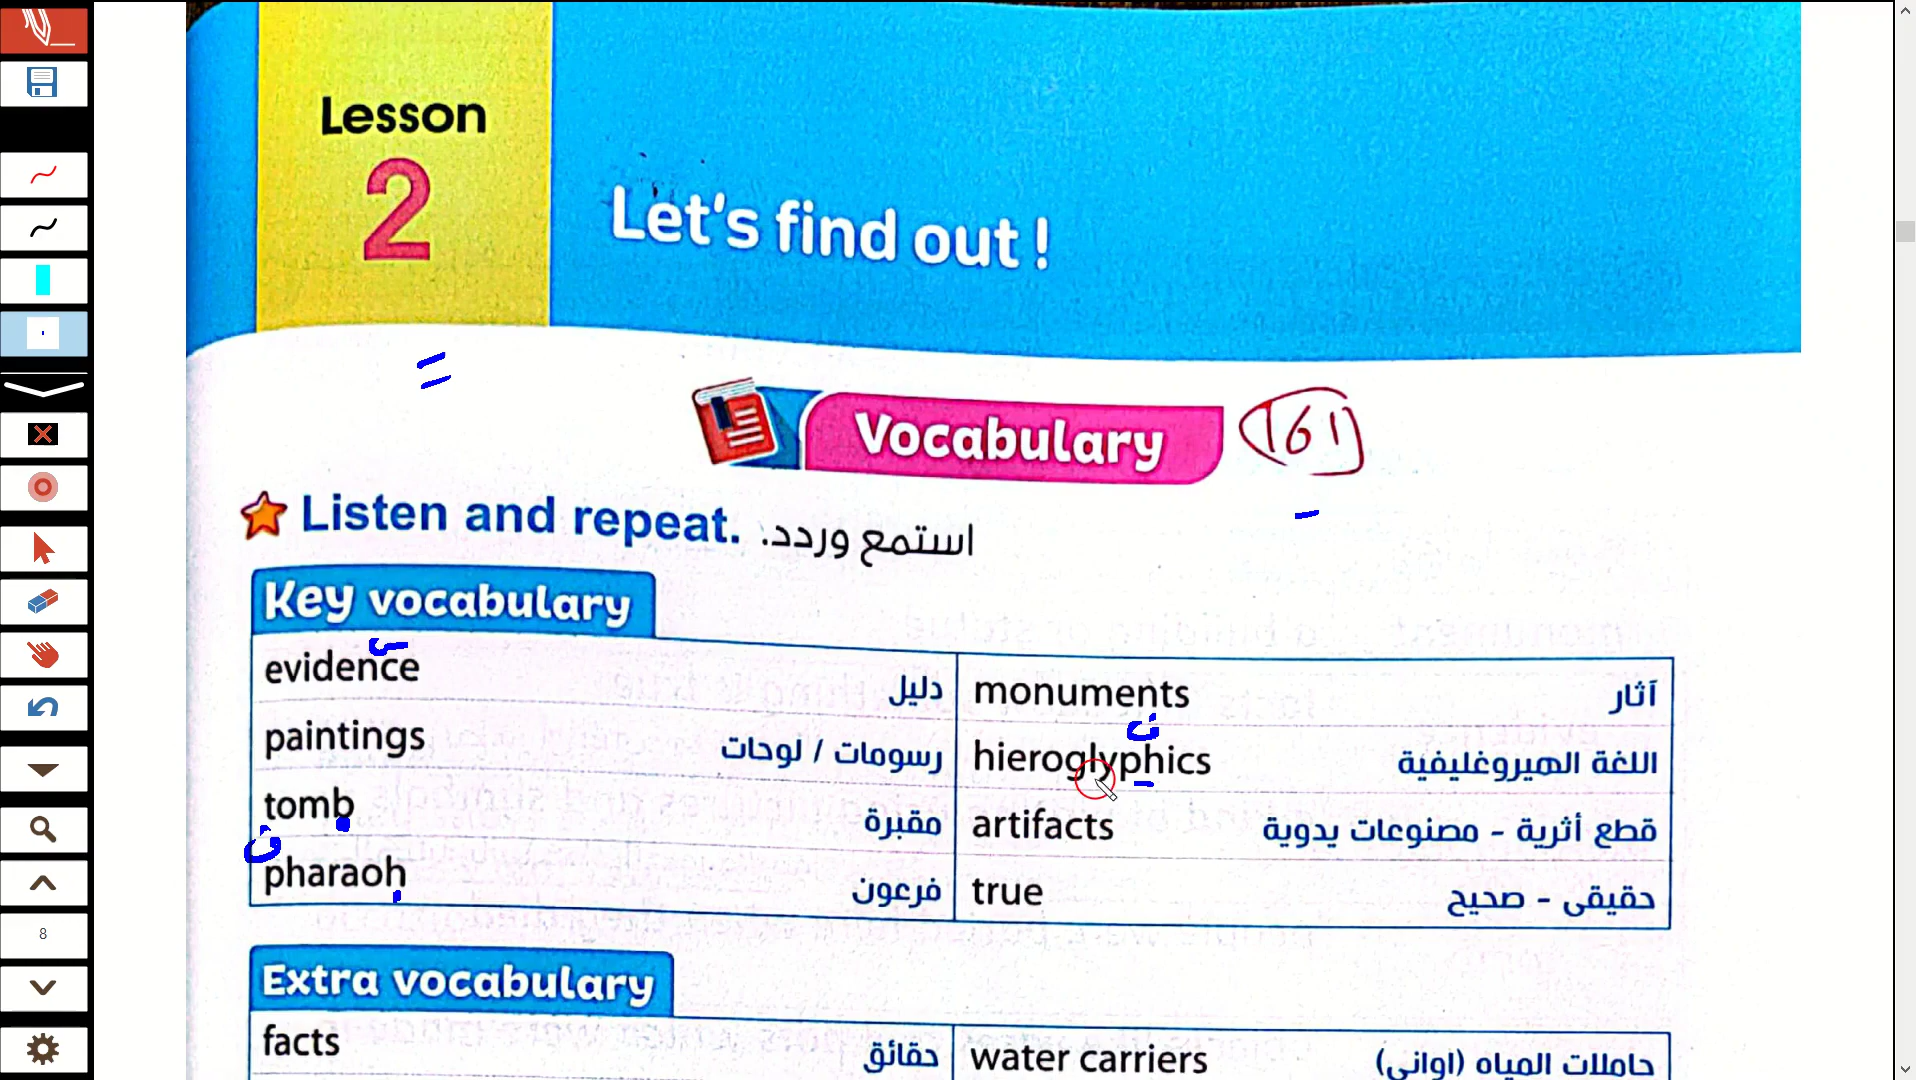 Lesson
2
Let's find out !
Vocabulary
161
Listen and repeat. استمع وردد.
Key vocabulary
evidence دليل
monuments آثار
paintings رسومات / لوحات
hieroglyphics اللغة الهيروغليفية
tomb مقبرة
artifacts قطع أثرية - مصنوعات يدوية
pharaoh فرعون
true حقيقى - صحيح
Extra vocabulary
facts حقائق
water carriers حاملات المياه (اوانى)
8